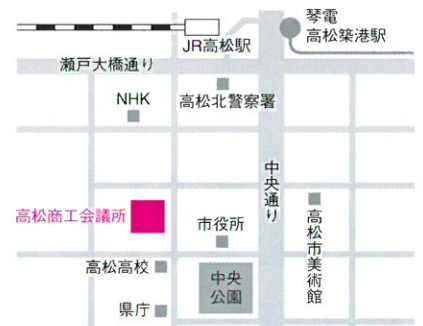 琴電
高松築港駅
JR高松駅
瀬戸大橋通り
NHK
高松北警察署
中央通り
高松商工会議所
市役所
高松市美術館
高松高校
中央
公園
県庁